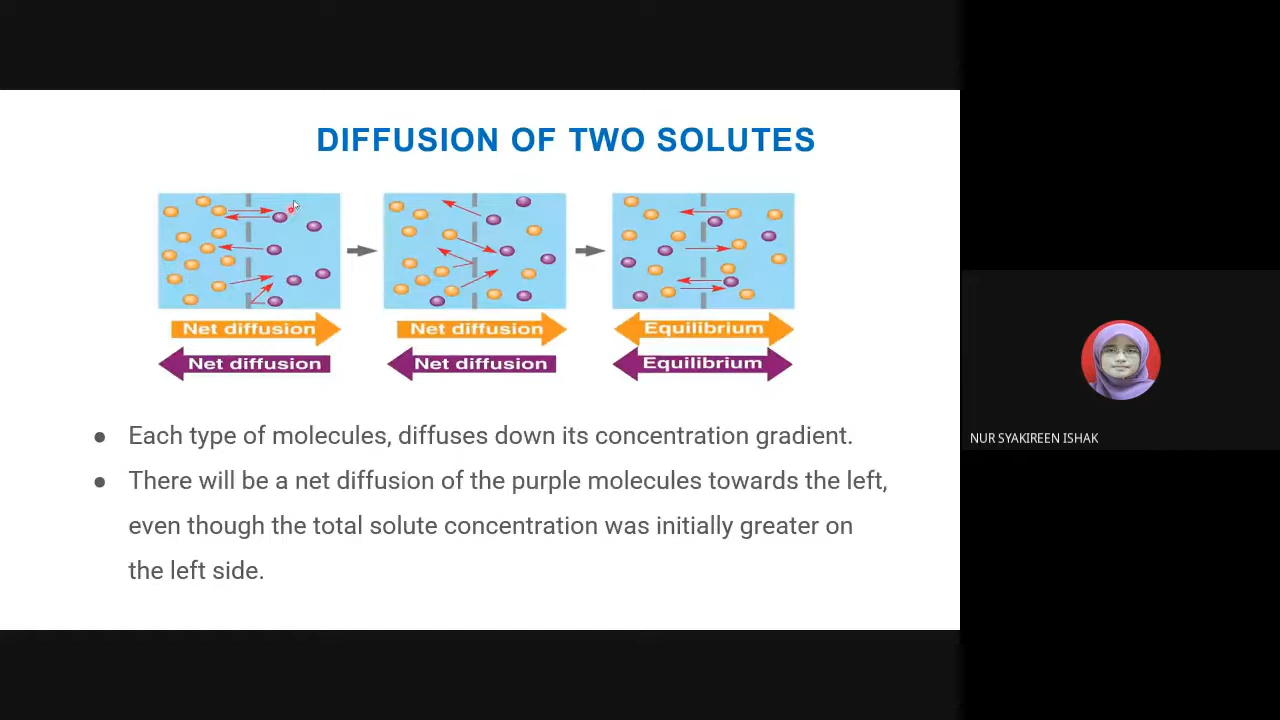 DIFFUSION OF TWO SOLUTES
Net diffusion
Net diffusion
Equilibrium
Net diffusion
Net diffusion
Equilibrium
● Each type of molecules, diffuses down its concentration gradient.
● There will be a net diffusion of the purple molecules towards the left,
even though the total solute concentration was initially greater on
the left side.
NUR SYAKIREEN ISHAK